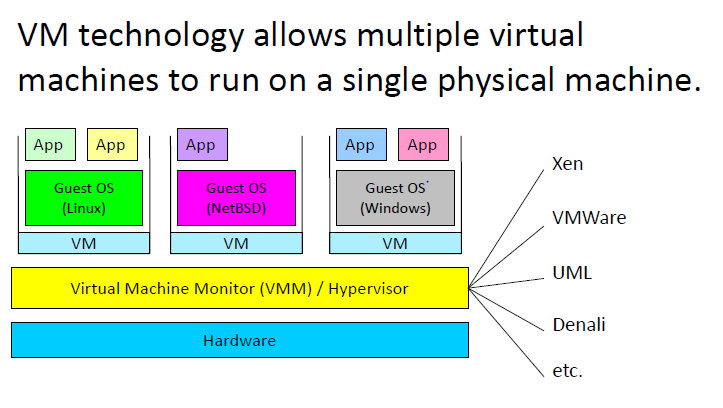 VM technology allows multiple virtual
machines to run on a single physical machine.
App App App App App
Guest OS
(Linux)
Guest OS
(NetBSD)
Guest OS
(Windows)
VM VM VM
Virtual Machine Monitor (VMM) / Hypervisor
Hardware
Xen
VMWare
UML
Denali
etc.